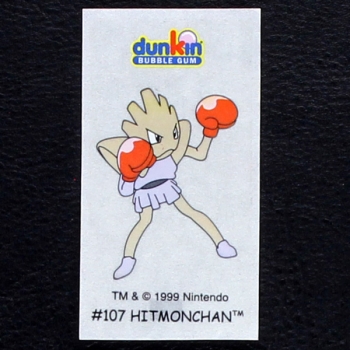 dunkin
BUBBLE GUM
TM & © 1999 Nintendo
#107 HITMONCHAN™